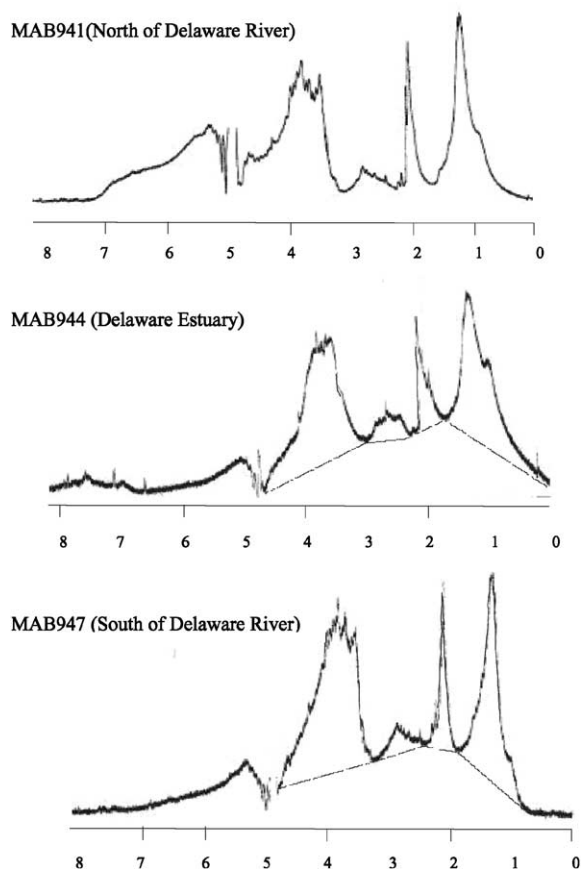 MAB941(North of Delaware River)
8 7 6 5 4 3 2 1 0
MAB944 (Delaware Estuary)
8 7 6 5 4 3 2 1 0
MAB947 (South of Delaware River)
8 7 6 5 4 3 2 1 0